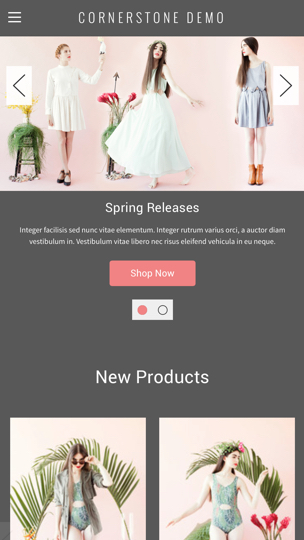 CORNERSTONE DEMO
Spring Releases
Integer facilisis sed nunc vitae elementum. Integer rutrum varius orci, a auctor diam
vestibulum in. Vestibulum vitae libero nec risus eleifend vehicula in eu neque.
Shop Now
New Products